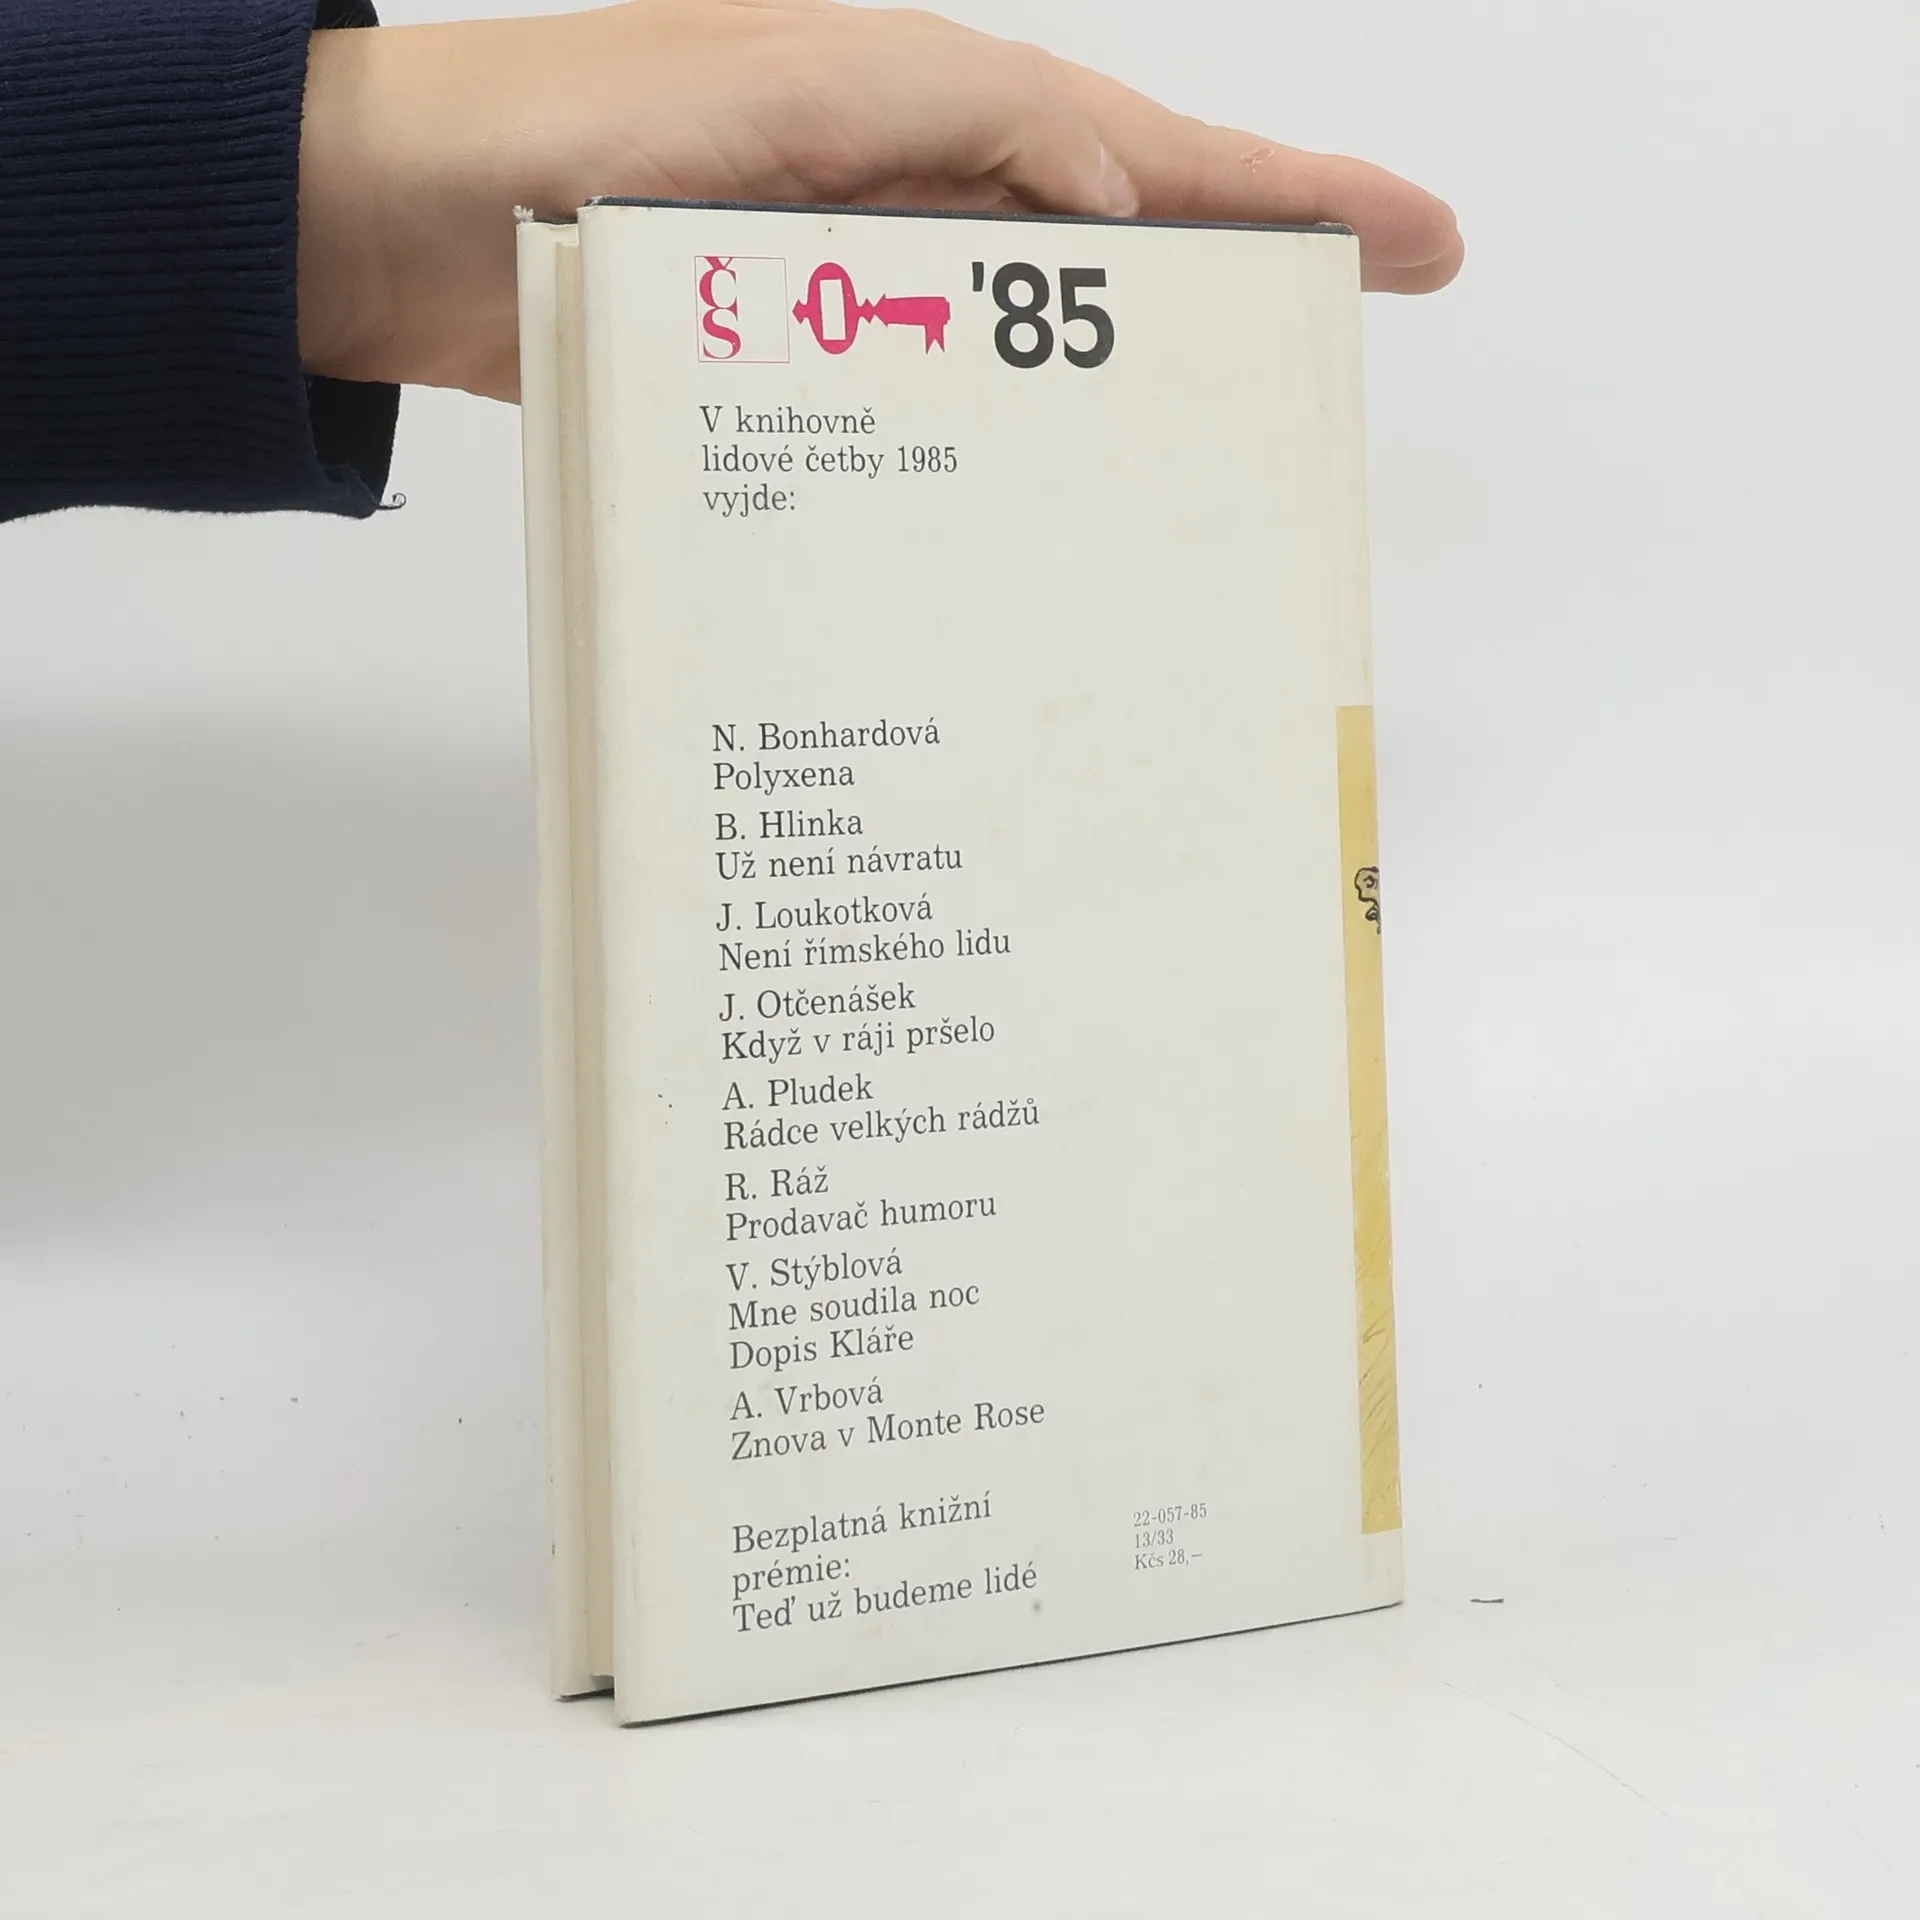 ČS
'85
V knihovně
lidové četby 1985
vyjde:
N. Bonhardová
Polyxena
B. Hlinka
Už není návratu
J. Loukotková
Není římského lidu
J. Otčenášek
Když v ráji pršelo
A. Pludek
Rádce velkých rádžů
R. Ráž
Prodavač humoru
V. Stýblová
Mne soudila noc
Dopis Kláře
A. Vrbová
Znova v Monte Rose
Bezplatná knižní
prémie:
Teď už budeme lidé
22-057-85
13/33
Kčs 28,—